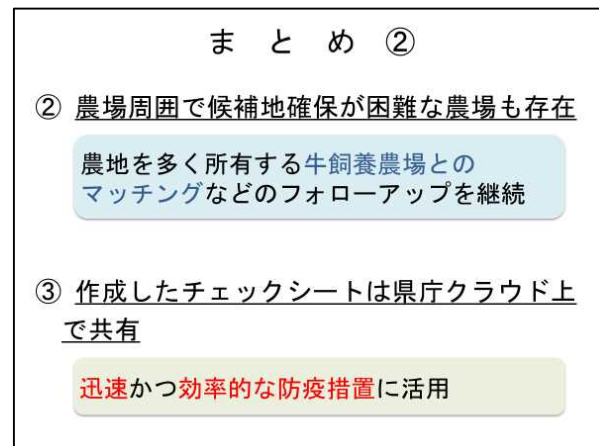 まとめ②
② 農場周囲で候補地確保が困難な農場も存在
農地を多く所有する牛飼養農場との
マッチングなどのフォローアップを継続
③ 作成したチェックシートは県庁クラウド上
で共有
迅速かつ効率的な防疫措置に活用